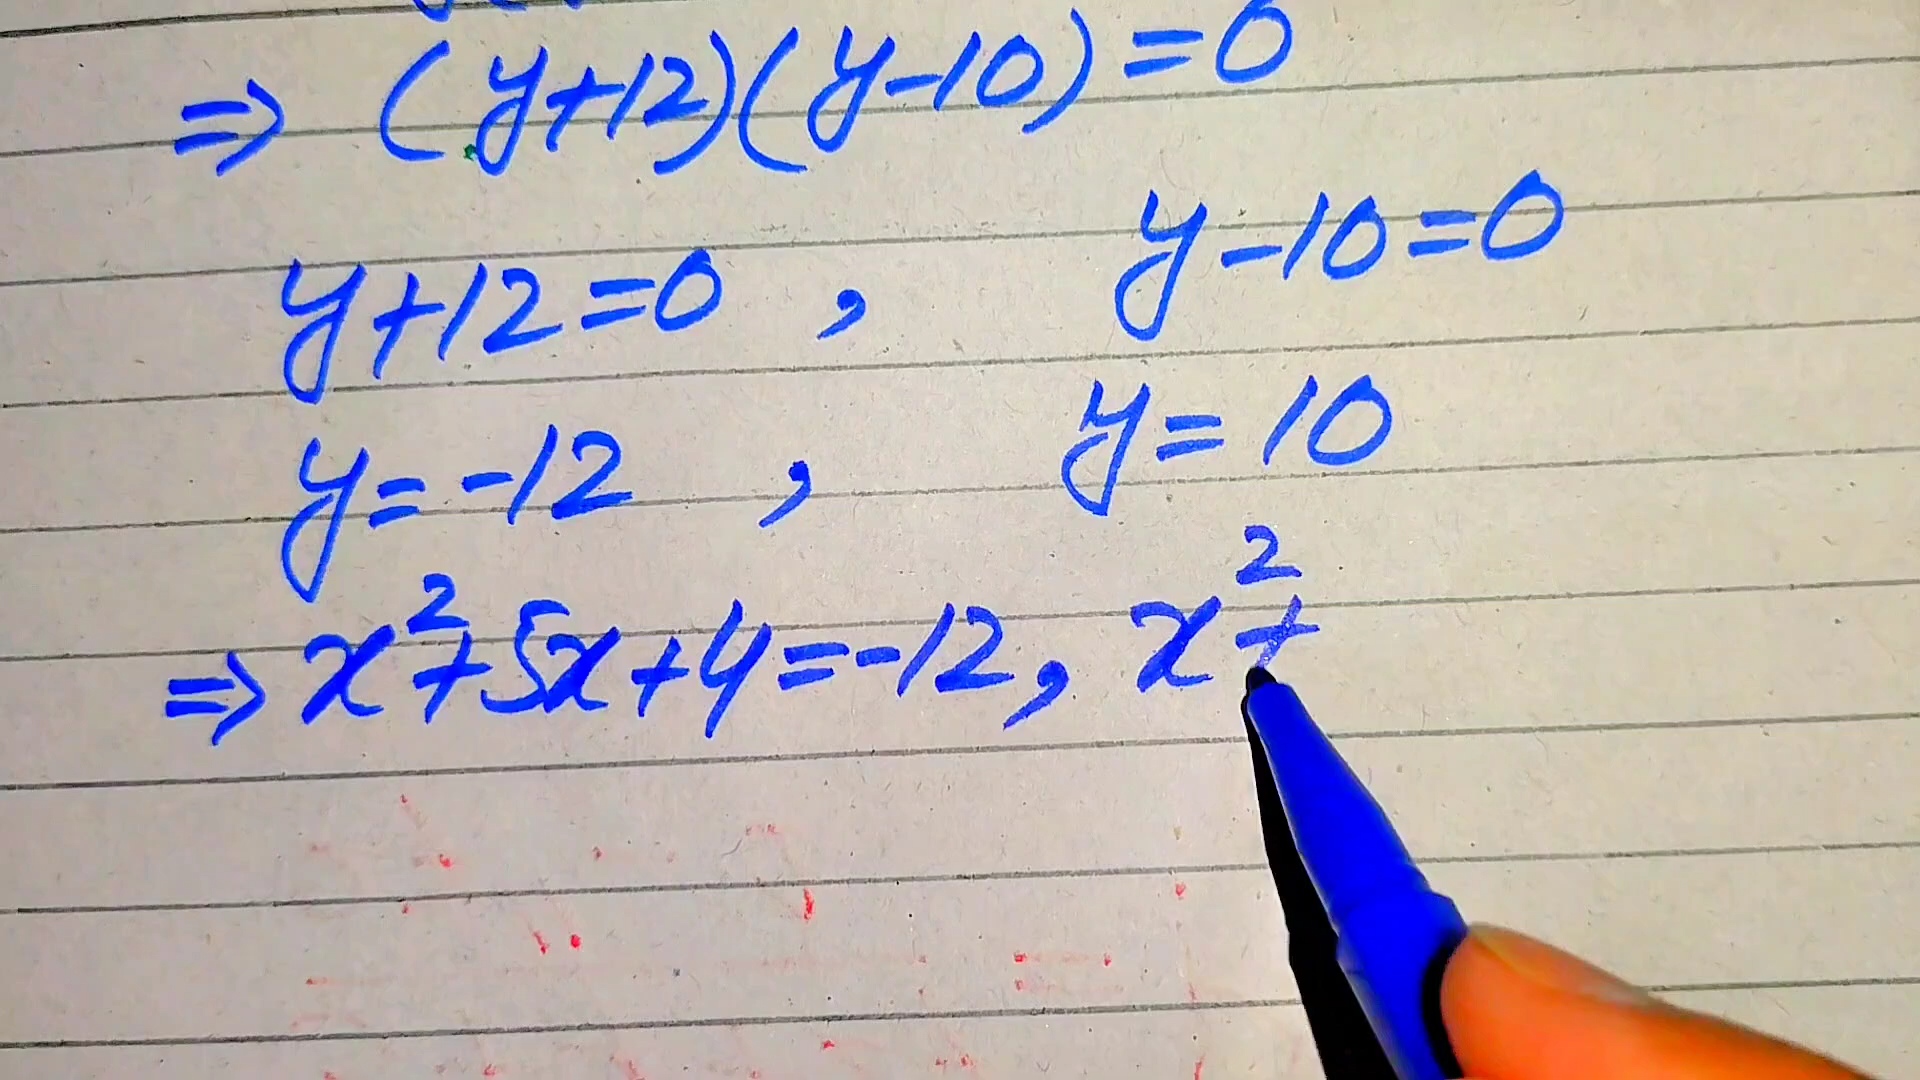 ⇒ (y+12)(y-10)=0
y+12=0 , y-10=0
y=-12 , y=10
⇒ x²+5x+4=-12, x²+